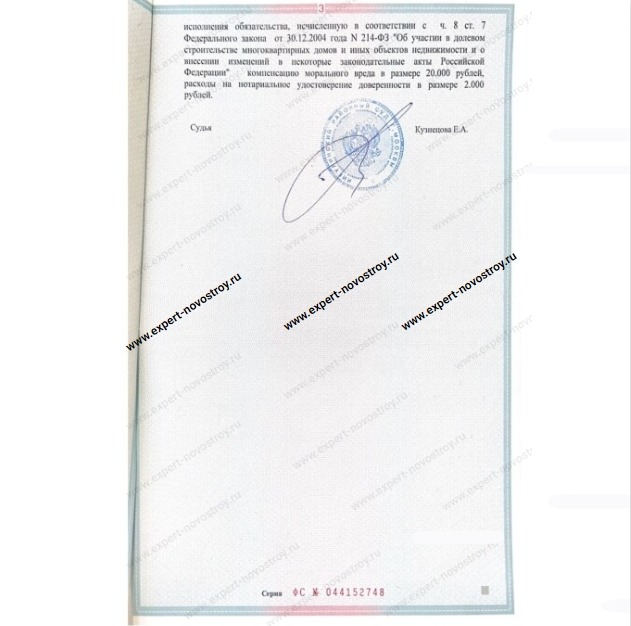 3
исполнения обязательства, исчисленную в соответствии с ч. 8 ст. 7
Федерального закона от 30.12.2004 года N 214-ФЗ "Об участии в долевом
строительстве многоквартирных домов и иных объектов недвижимости и о
внесении изменений в некоторые законодательные акты Российской
Федерации" компенсацию морального вреда в размере 20.000 рублей,
расходы на нотариальное удостоверение доверенности в размере 2.000
рублей.
Судья
Кузнецова Е.А.
РАЙОННЫЙ СУД Г. МОСКВЫ
www.expert-novostroy.ru
www.expert-novostroy.ru
www.expert-novostroy.ru
Серия ФС № 044152748